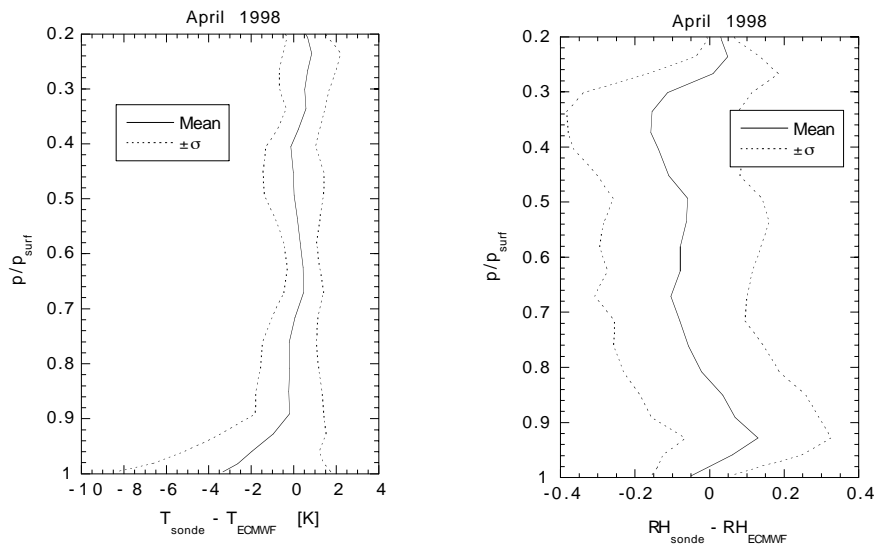 April 1998
0.2
0.3
0.4
0.5
0.6
0.7
0.8
0.9
1
p/p_surf
Mean
±σ
-10 -8 -6 -4 -2 0 2 4
T_sonde - T_ECMWF [K]
April 1998
0.2
0.3
0.4
0.5
0.6
0.7
0.8
0.9
1
p/p_surf
Mean
±σ
-0.4 -0.2 0 0.2 0.4
RH_sonde - RH_ECMWF